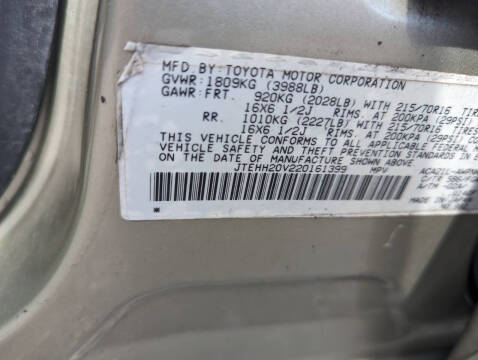 MFD BY: TOYOTA MOTOR CORPORATION
GVWR: 1809KG (3988LB)
GAWR: FRT. 920KG (2028LB) WITH 215/70R16 TIRES
16X6 1/2J RIMS. AT 200KPA (29PSI)
RR. 1010KG (2227LB) WITH 215/70R16 TIRES
16X6 1/2J RIMS. AT 200KPA (29PSI)
THIS VEHICLE CONFORMS TO ALL APPLICABLE FEDERAL
VEHICLE SAFETY AND THEFT PREVENTION STANDARDS IN
EFFECT ON THE DATE OF MANUFACTURE SHOWN ABOVE.
JTEHH20V220161399 MPV